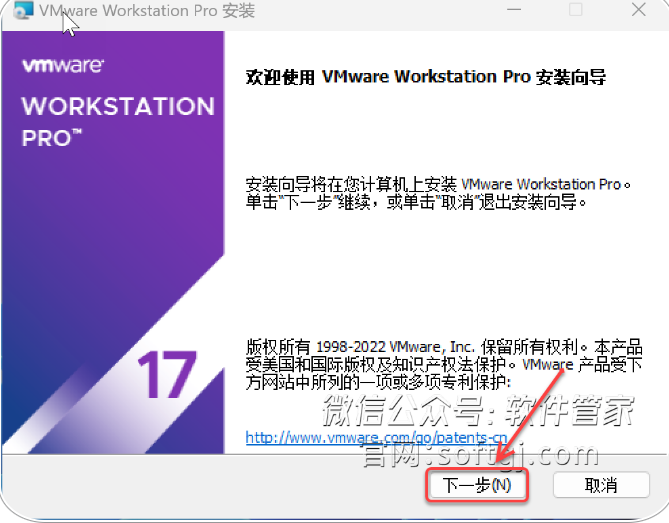 VMware Workstation Pro 安装
vmware
WORKSTATION
PRO™
17
欢迎使用 VMware Workstation Pro 安装向导
安装向导将在您计算机上安装 VMware Workstation Pro。
单击“下一步”继续，或单击“取消”退出安装向导。
版权所有 1998-2022 VMware, Inc. 保留所有权利。本产品
受美国和国际版权及知识产权法保护。VMware 产品受下
方网站中所列的一项或多项专利保护:
微信公众号:软件管家
http://www.vmware.com/go/patents-cn
官网:softgj.com
下一步(N)
取消